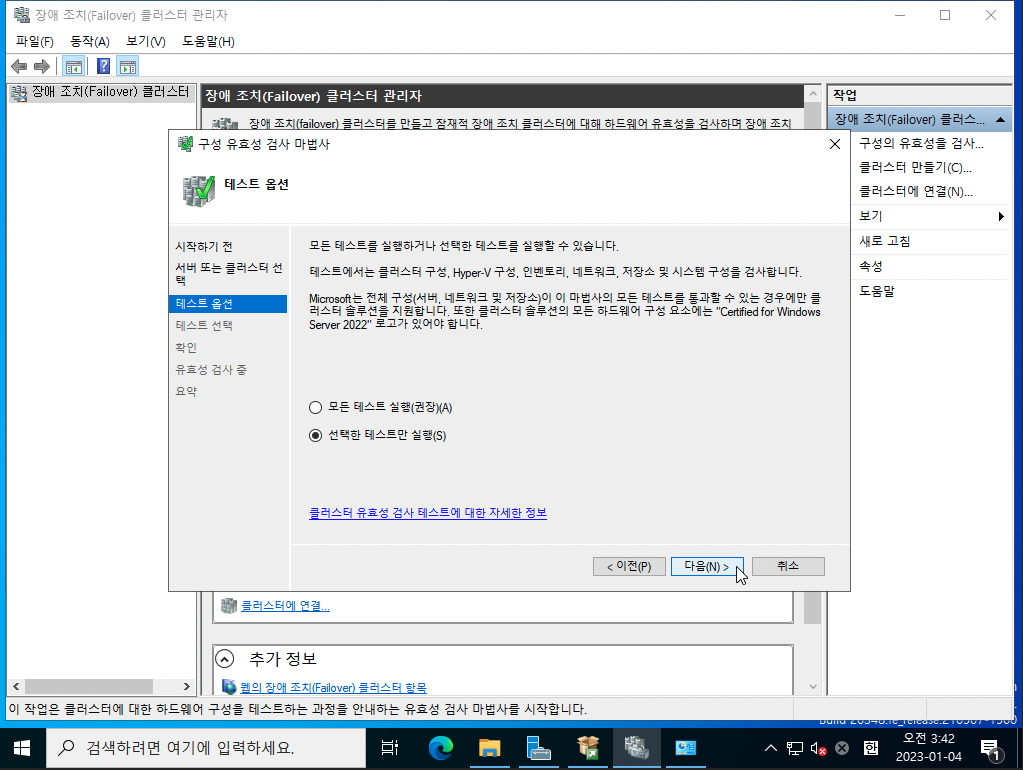 장애 조치(Failover) 클러스터 관리자
파일(F) 동작(A) 보기(V) 도움말(H)
장애 조치(Failover) 클러스터
장애 조치(Failover) 클러스터 관리자
장애 조치(failover) 클러스터를 만들고 잠재적 장애 조치 클러스터에 대해 하드웨어 유효성을 검사하며 장애 조치
작업
장애 조치(Failover) 클러스...
구성의 유효성을 검사...
클러스터 만들기(C)...
클러스터에 연결(N)...
보기
새로 고침
속성
도움말
구성 유효성 검사 마법사
테스트 옵션
시작하기 전
서버 또는 클러스터 선
택
테스트 옵션
테스트 선택
확인
유효성 검사 중
요약
모든 테스트를 실행하거나 선택한 테스트를 실행할 수 있습니다.
테스트에서는 클러스터 구성, Hyper-V 구성, 인벤토리, 네트워크, 저장소 및 시스템 구성을 검사합니다.
Microsoft는 전체 구성(서버, 네트워크 및 저장소)이 이 마법사의 모든 테스트를 통과할 수 있는 경우에만 클
러스터 솔루션을 지원합니다. 또한 클러스터 솔루션의 모든 하드웨어 구성 요소에는 "Certified for Windows
Server 2022" 로고가 있어야 합니다.
모든 테스트 실행(권장)(A)
선택한 테스트만 실행(S)
클러스터 유효성 검사 테스트에 대한 자세한 정보
< 이전(P) 다음(N) > 취소
클러스터에 연결...
추가 정보
웹의 장애 조치(Failover) 클러스터 항목
이 작업은 클러스터에 대한 하드웨어 구성을 테스트하는 과정을 안내하는 유효성 검사 마법사를 시작합니다.
검색하려면 여기에 입력하세요.
한
오전 3:42
2023-01-04
1